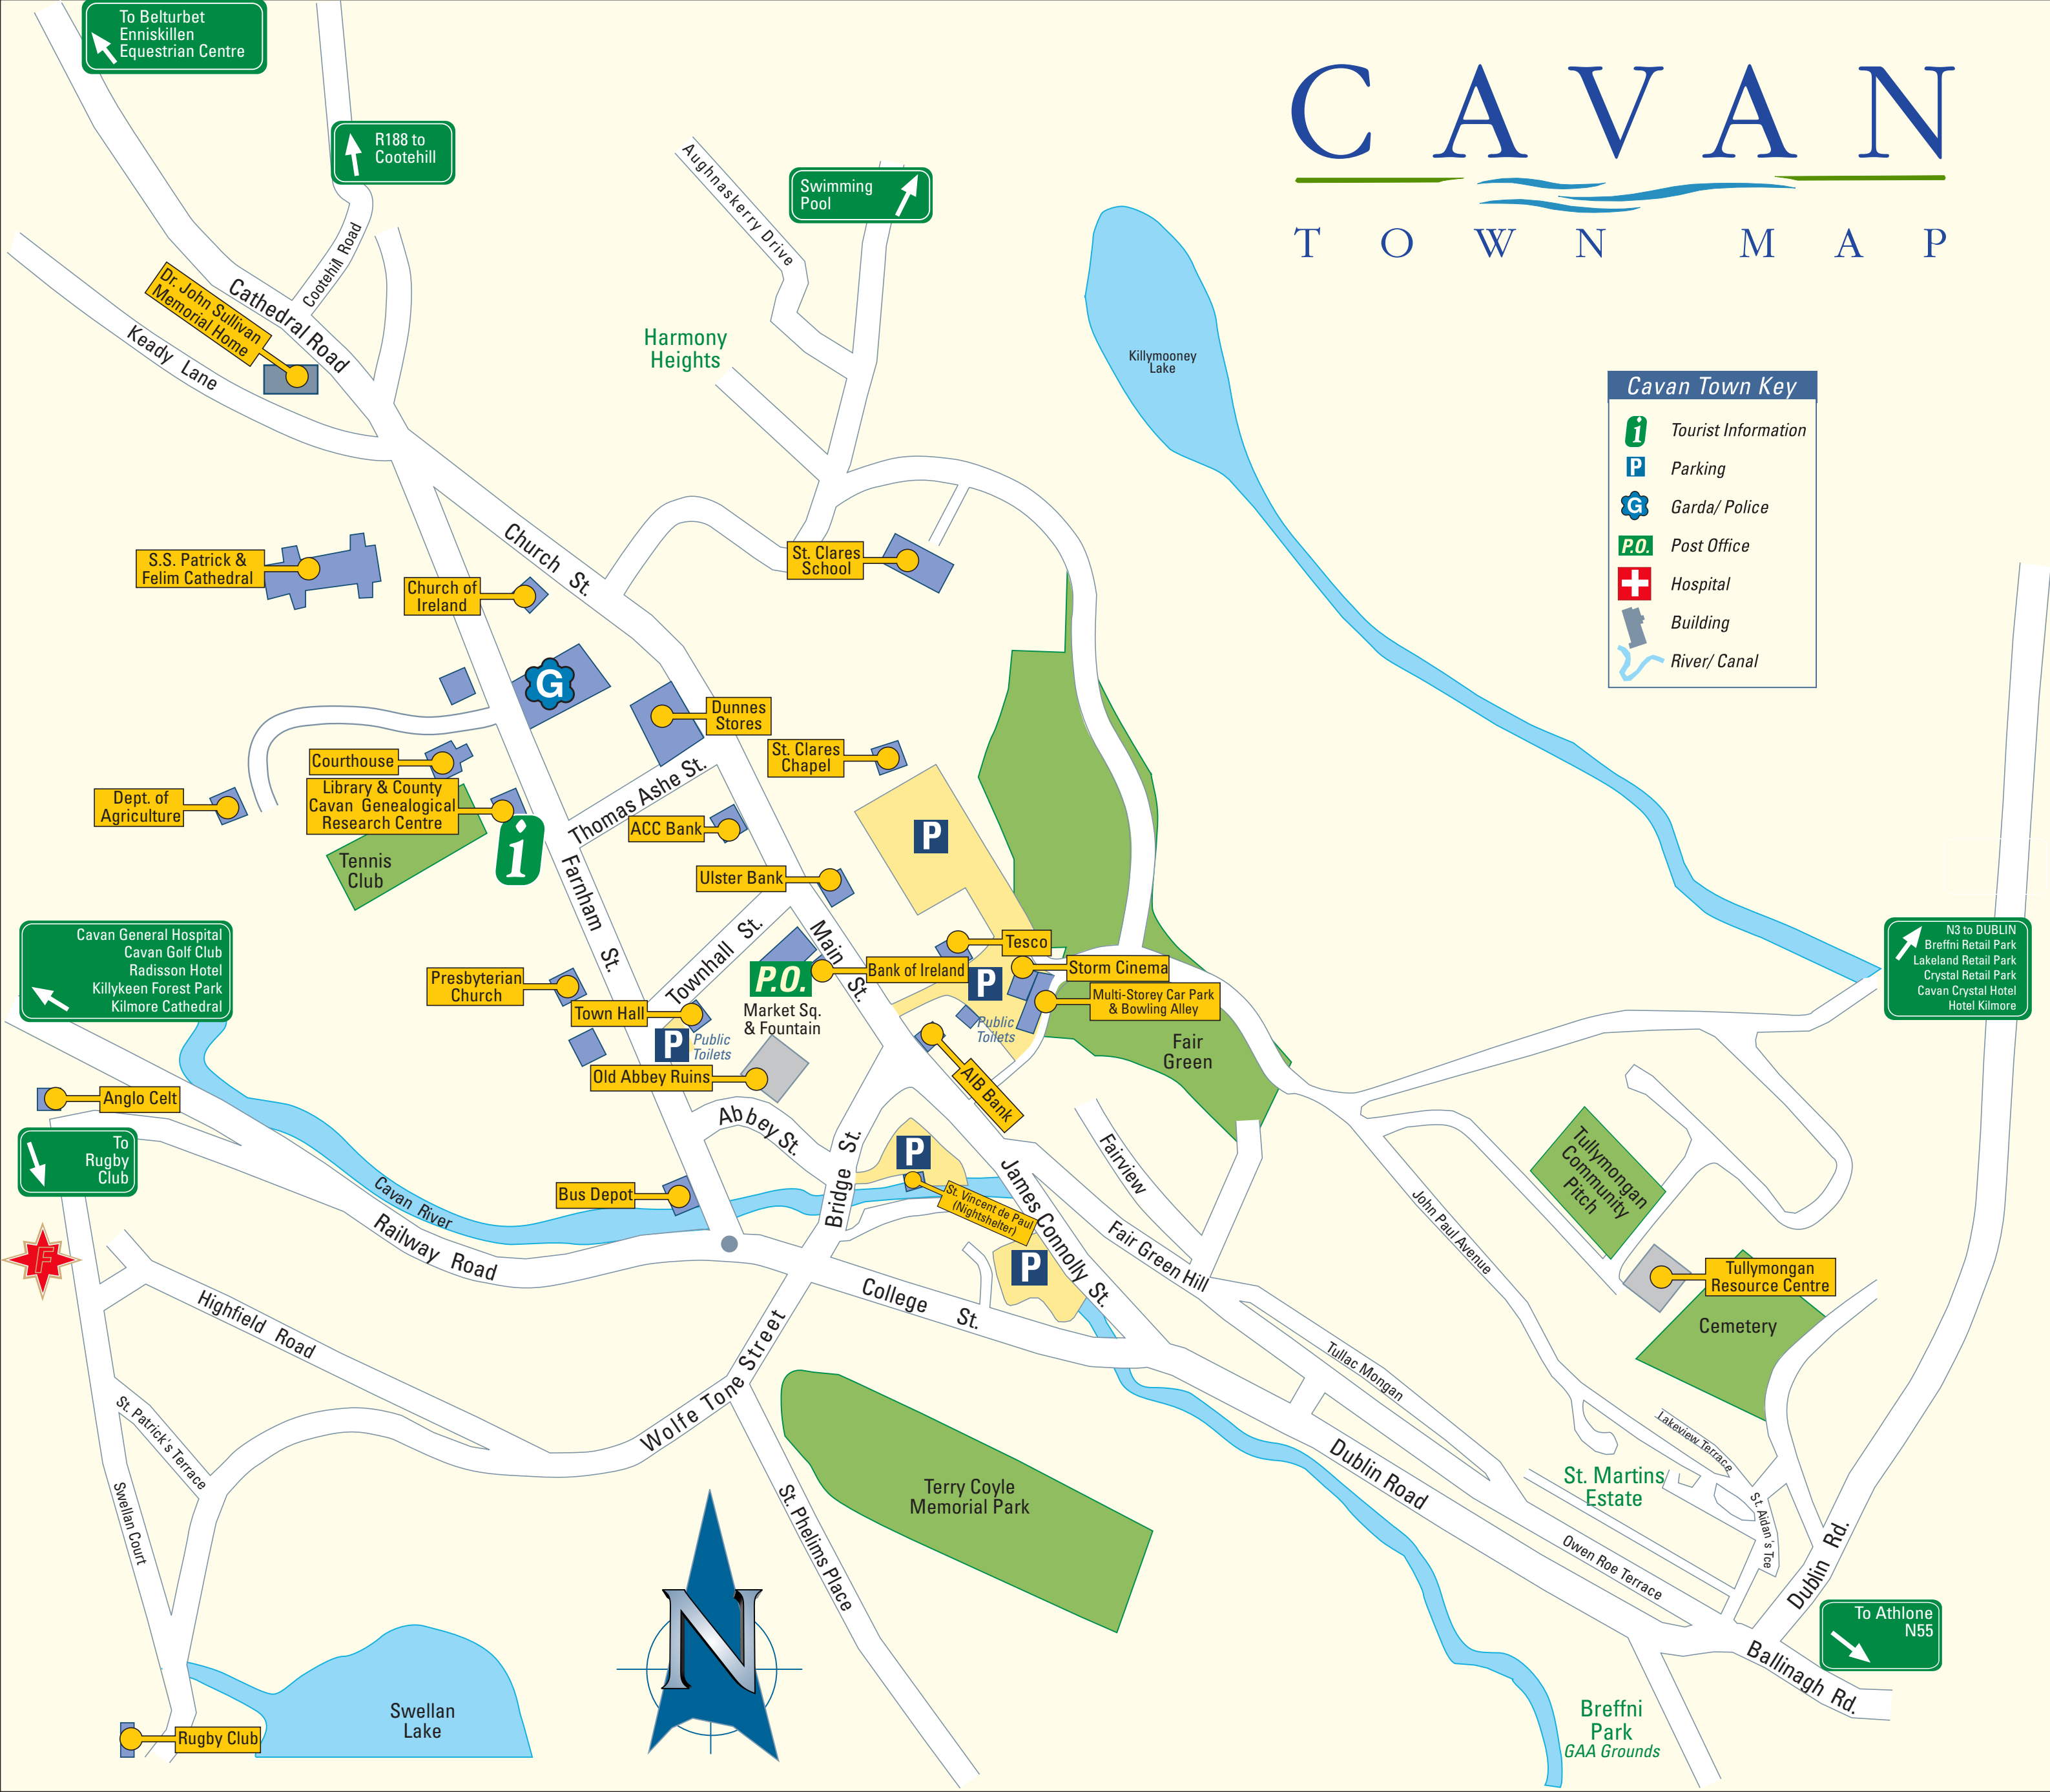 To Belturbet
Enniskillen
Equestrian Centre
R188 to
Cootehill
Swimming
Pool
CAVAN
TOWN MAP
Aughnaskerry Drive
Cootehill Road
Cathedral Road
Dr. John Sullivan
Memorial Home
Keady Lane
Harmony
Heights
Killymooney
Lake
Cavan Town Key
i
Tourist Information
P
Parking
G
Garda/ Police
P.O.
Post Office
Hospital
Building
River/ Canal
Church St.
S.S. Patrick &
Felim Cathedral
Church of
Ireland
St. Clares
School
G
Dunnes
Stores
St. Clares
Chapel
Courthouse
Library & County
Cavan Genealogical
Research Centre
Dept. of
Agriculture
Tennis
Club
i
Thomas Ashe St.
ACC Bank
P
Ulster Bank
Farnham St.
Main St.
Townhall St.
Cavan General Hospital
Cavan Golf Club
Radisson Hotel
Killykeen Forest Park
Kilmore Cathedral
N3 to DUBLIN
Breffni Retail Park
Lakeland Retail Park
Crystal Retail Park
Cavan Crystal Hotel
Hotel Kilmore
Presbyterian
Church
P.O.
Bank of Ireland
Tesco
P
Storm Cinema
Multi-Storey Car Park
& Bowling Alley
Town Hall
Market Sq.
& Fountain
Public
Toilets
P
Public
Toilets
Fair
Green
Old Abbey Ruins
AIB Bank
Anglo Celt
Abbey St.
To
Rugby
Club
Bridge St.
P
Fairview
Tullymongan
Community
Pitch
Bus Depot
St. Vincent de Paul
(Nightshelter)
James Connolly St.
John Paul Avenue
Cavan River
Railway Road
F
P
Fair Green Hill
Tullymongan
Resource Centre
Cemetery
Highfield Road
College St.
Wolfe Tone Street
Tullac Mongan
St. Patrick's Terrace
Swellan Court
Lakeview Terrace
St. Martins
Estate
St. Aidan's Tce
Dublin Road
Terry Coyle
Memorial Park
St. Phelims Place
Owen Roe Terrace
Dublin Rd.
N
To Athlone
N55
Ballinagh Rd.
Swellan
Lake
Rugby Club
Breffni
Park
GAA Grounds